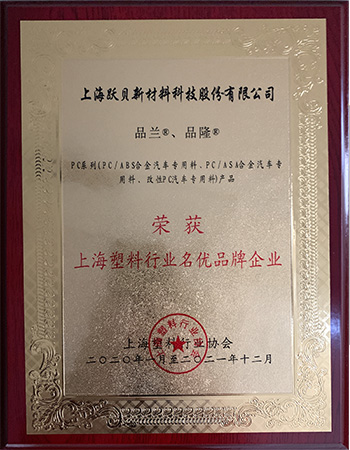 上海跃贝新材料科技股份有限公司
品兰®、品隆®
PC系列(PC/ABS合金汽车专用料、PC/ASA合金汽车专
用料、改性PC汽车专用料)产品
荣获
上海塑料行业名优品牌企业
上海塑料行业协会
二〇二〇年一月至二〇二一年十二月